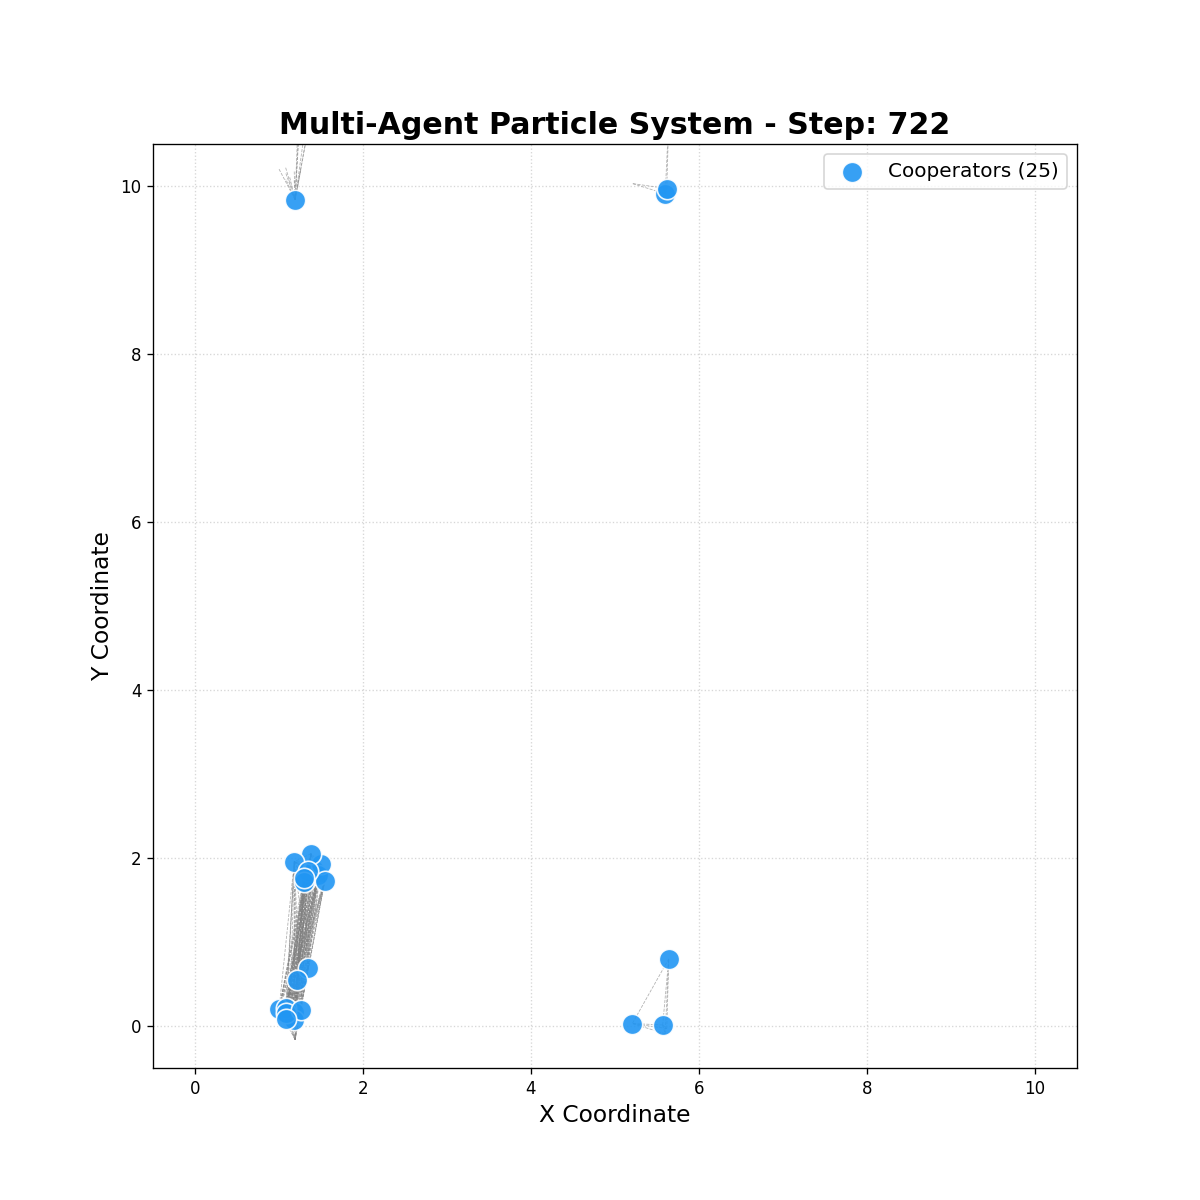 Multi-Agent Particle System - Step: 722
Cooperators (25)
10
8
6
4
2
0
Y Coordinate
0 2 4 6 8 10
X Coordinate